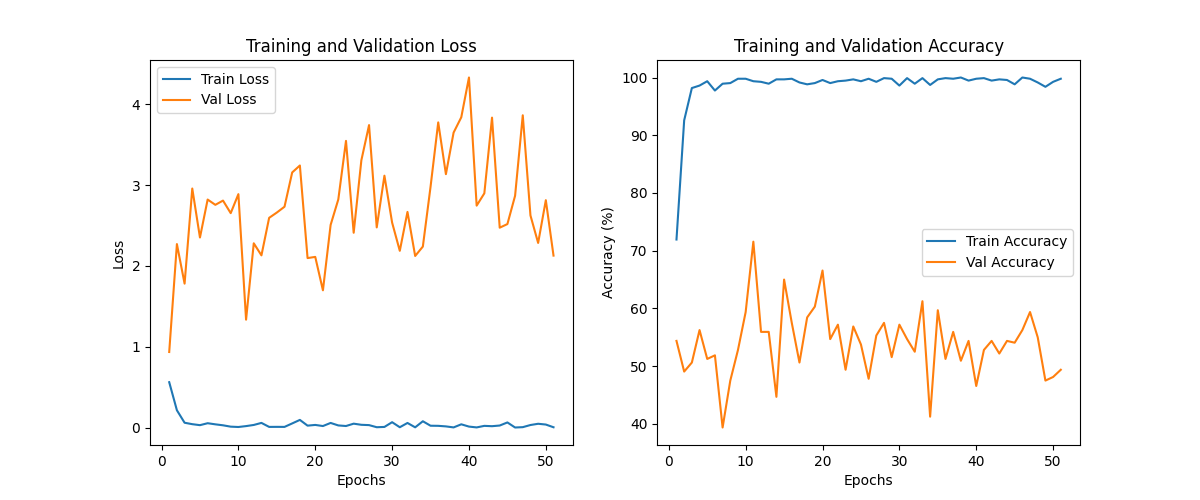 Training and Validation Loss
Train Loss
Val Loss
Loss
4
3
2
1
0
0 10 20 30 40 50
Epochs
Training and Validation Accuracy
Train Accuracy
Val Accuracy
Accuracy (%)
100
90
80
70
60
50
40
0 10 20 30 40 50
Epochs